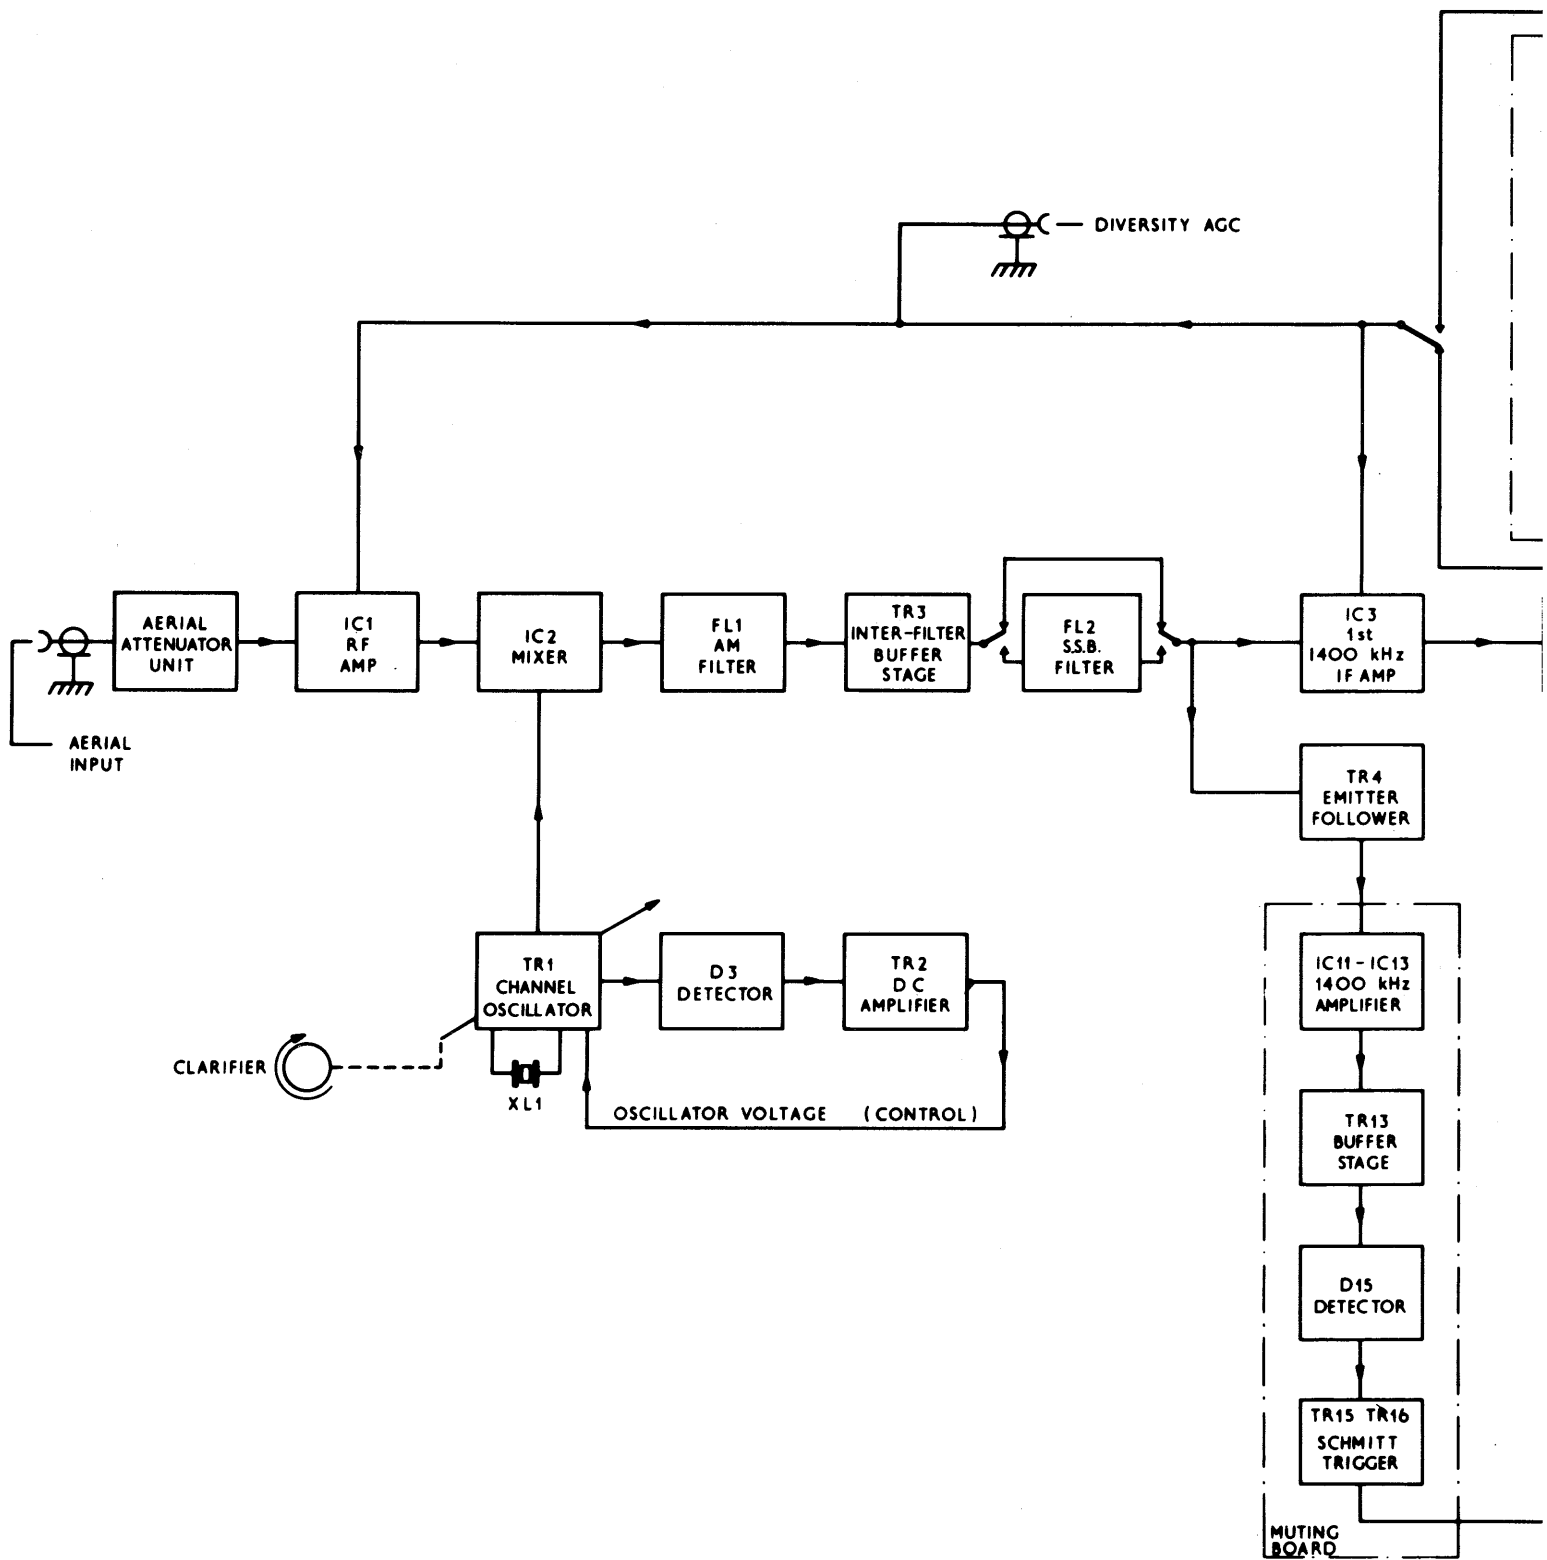 DIVERSITY AGC
AERIAL
ATTENUATOR
UNIT
IC1
RF
AMP
IC2
MIXER
FL1
AM
FILTER
TR3
INTER-FILTER
BUFFER
STAGE
FL2
S.S.B.
FILTER
IC3
1st
1400 kHz
IF AMP
AERIAL
INPUT
TR4
EMITTER
FOLLOWER
TR1
CHANNEL
OSCILLATOR
D3
DETECTOR
TR2
DC
AMPLIFIER
IC11-IC13
1400 kHz
AMPLIFIER
CLARIFIER
XL1
OSCILLATOR VOLTAGE (CONTROL)
TR13
BUFFER
STAGE
D15
DETECTOR
TR15 TR16
SCHMITT
TRIGGER
MUTING
BOARD